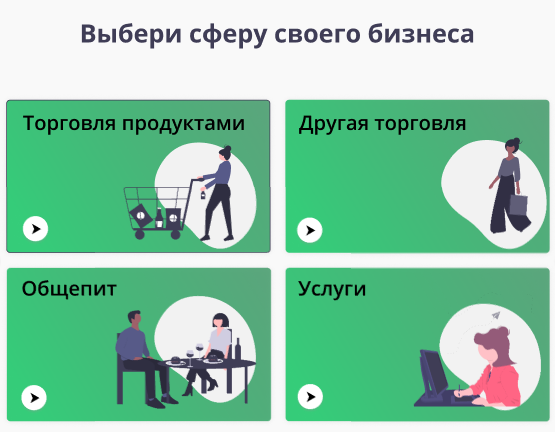 Выбери сферу своего бизнеса
Торговля продуктами
Другая торговля
Общепит
Услуги